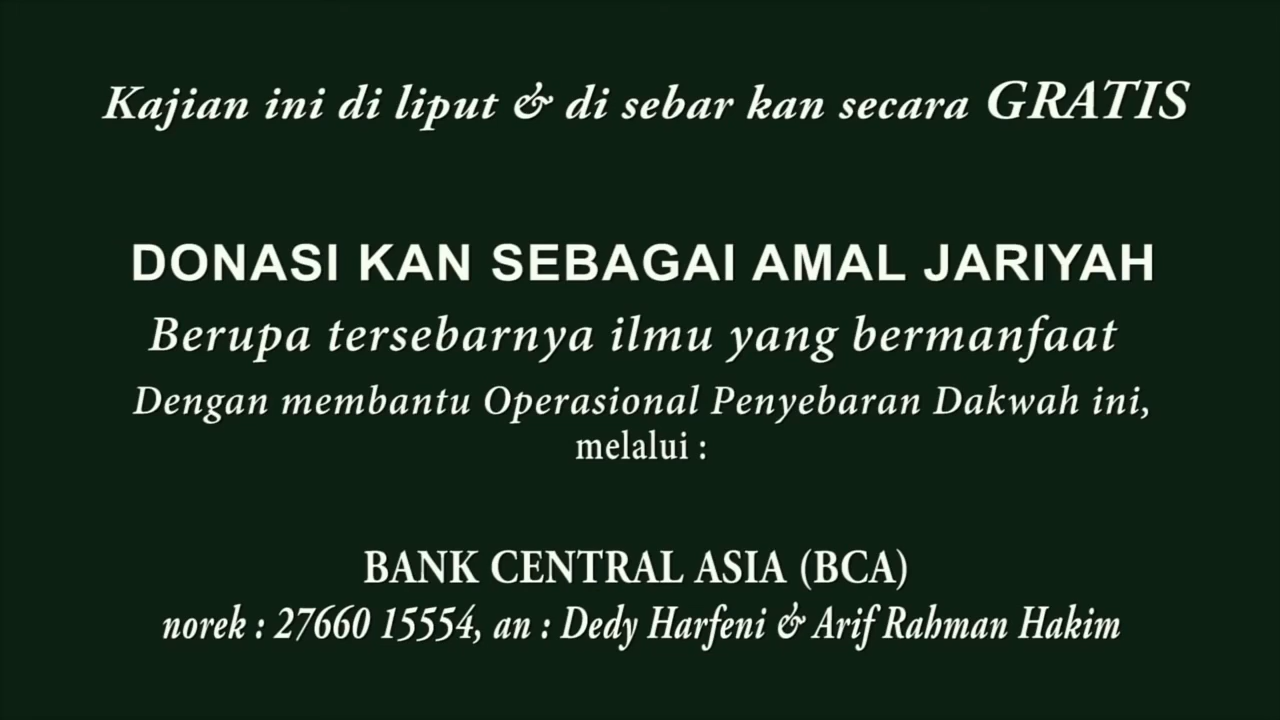 Kajian ini di liput & di sebar kan secara GRATIS
DONASI KAN SEBAGAI AMAL JARIYAH
Berupa tersebarnya ilmu yang bermanfaat
Dengan membantu Operasional Penyebaran Dakwah ini,
melalui :
BANK CENTRAL ASIA (BCA)
norek : 27660 15554, an : Dedy Harfeni & Arif Rahman Hakim